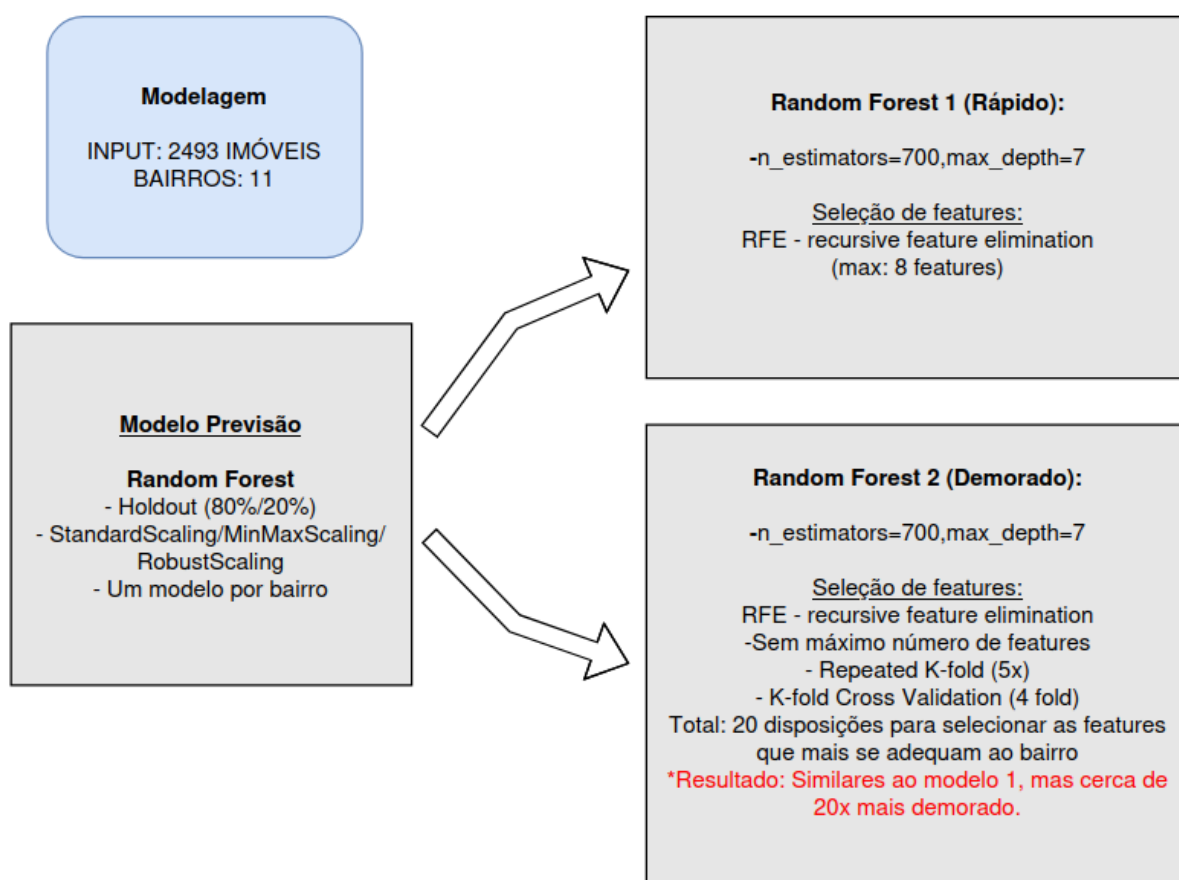 Modelagem
INPUT: 2493 IMÓVEIS
BAIRROS: 11
Modelo Previsão
Random Forest
- Holdout (80%/20%)
- StandardScaling/MinMaxScaling/
RobustScaling
- Um modelo por bairro
Random Forest 1 (Rápido):
-n_estimators=700,max_depth=7
Seleção de features:
RFE - recursive feature elimination
(max: 8 features)
Random Forest 2 (Demorado):
-n_estimators=700,max_depth=7
Seleção de features:
RFE - recursive feature elimination
-Sem máximo número de features
- Repeated K-fold (5x)
- K-fold Cross Validation (4 fold)
Total: 20 disposições para selecionar as features
que mais se adequam ao bairro
*Resultado: Similares ao modelo 1, mas cerca de
20x mais demorado.